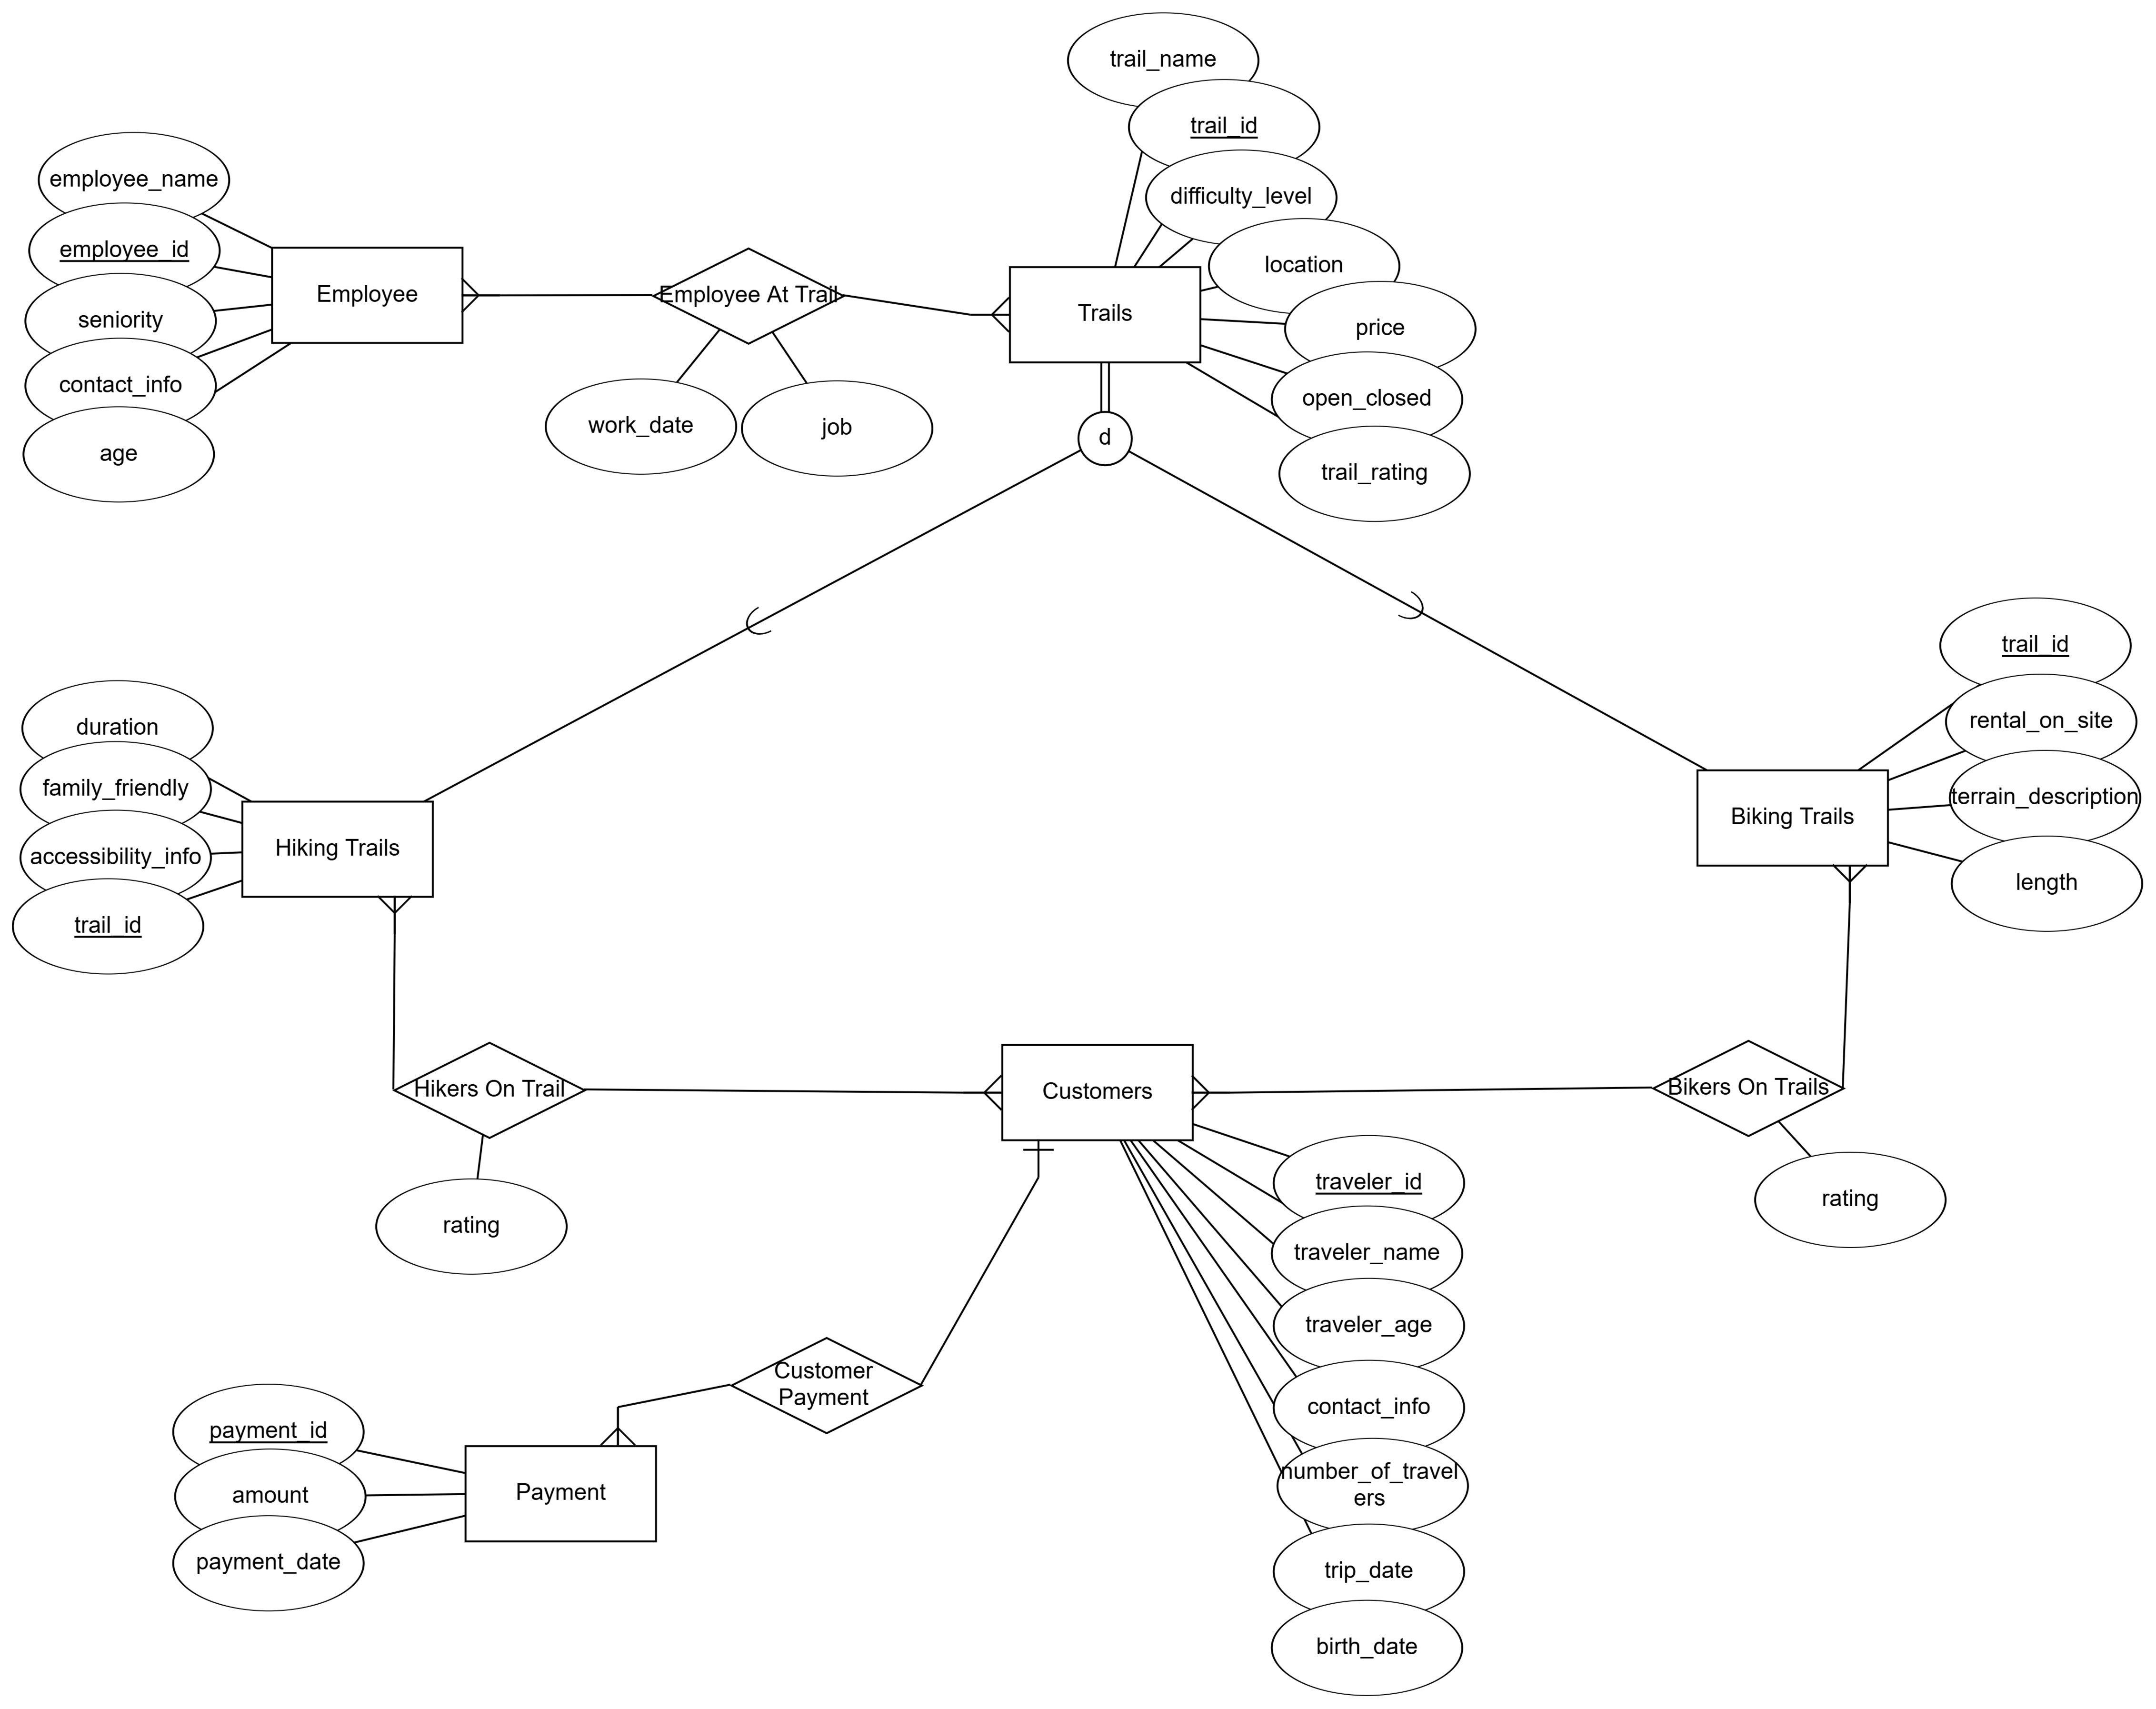 trail_name
trail_id
difficulty_level
location
price
open_closed
trail_rating
employee_name
employee_id
seniority
contact_info
age
Employee
Employee At Trail
work_date
job
Trails
d
duration
family_friendly
accessibility_info
trail_id
Hiking Trails
trail_id
rental_on_site
terrain_description
length
Biking Trails
Hikers On Trail
rating
Customers
Bikers On Trails
rating
traveler_id
traveler_name
traveler_age
contact_info
number_of_travel
ers
trip_date
birth_date
Customer
Payment
payment_id
amount
payment_date
Payment